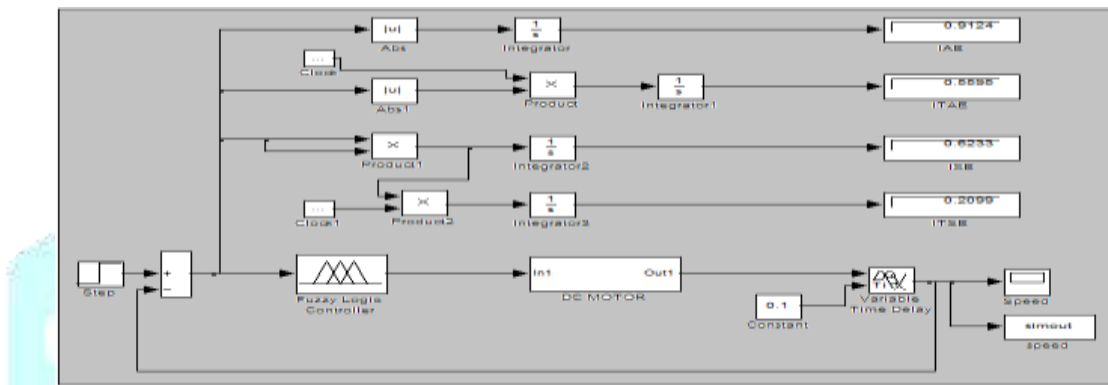 |u|
Abs
1
s
Integrator
0.9124
IAE
...
Clock
|u|
Abs1
×
Product
1
s
Integrator1
ITAE
×
Product1
1
s
Integrator2
0.6233
ISE
...
Clock1
×
Product2
1
s
Integrator3
0.2099
ITSE
Step
+
−
Fuzzy Logic
Controller
In1
Out1
DC MOTOR
0.1
Constant
Variable
Time Delay
Speed
simout
speed